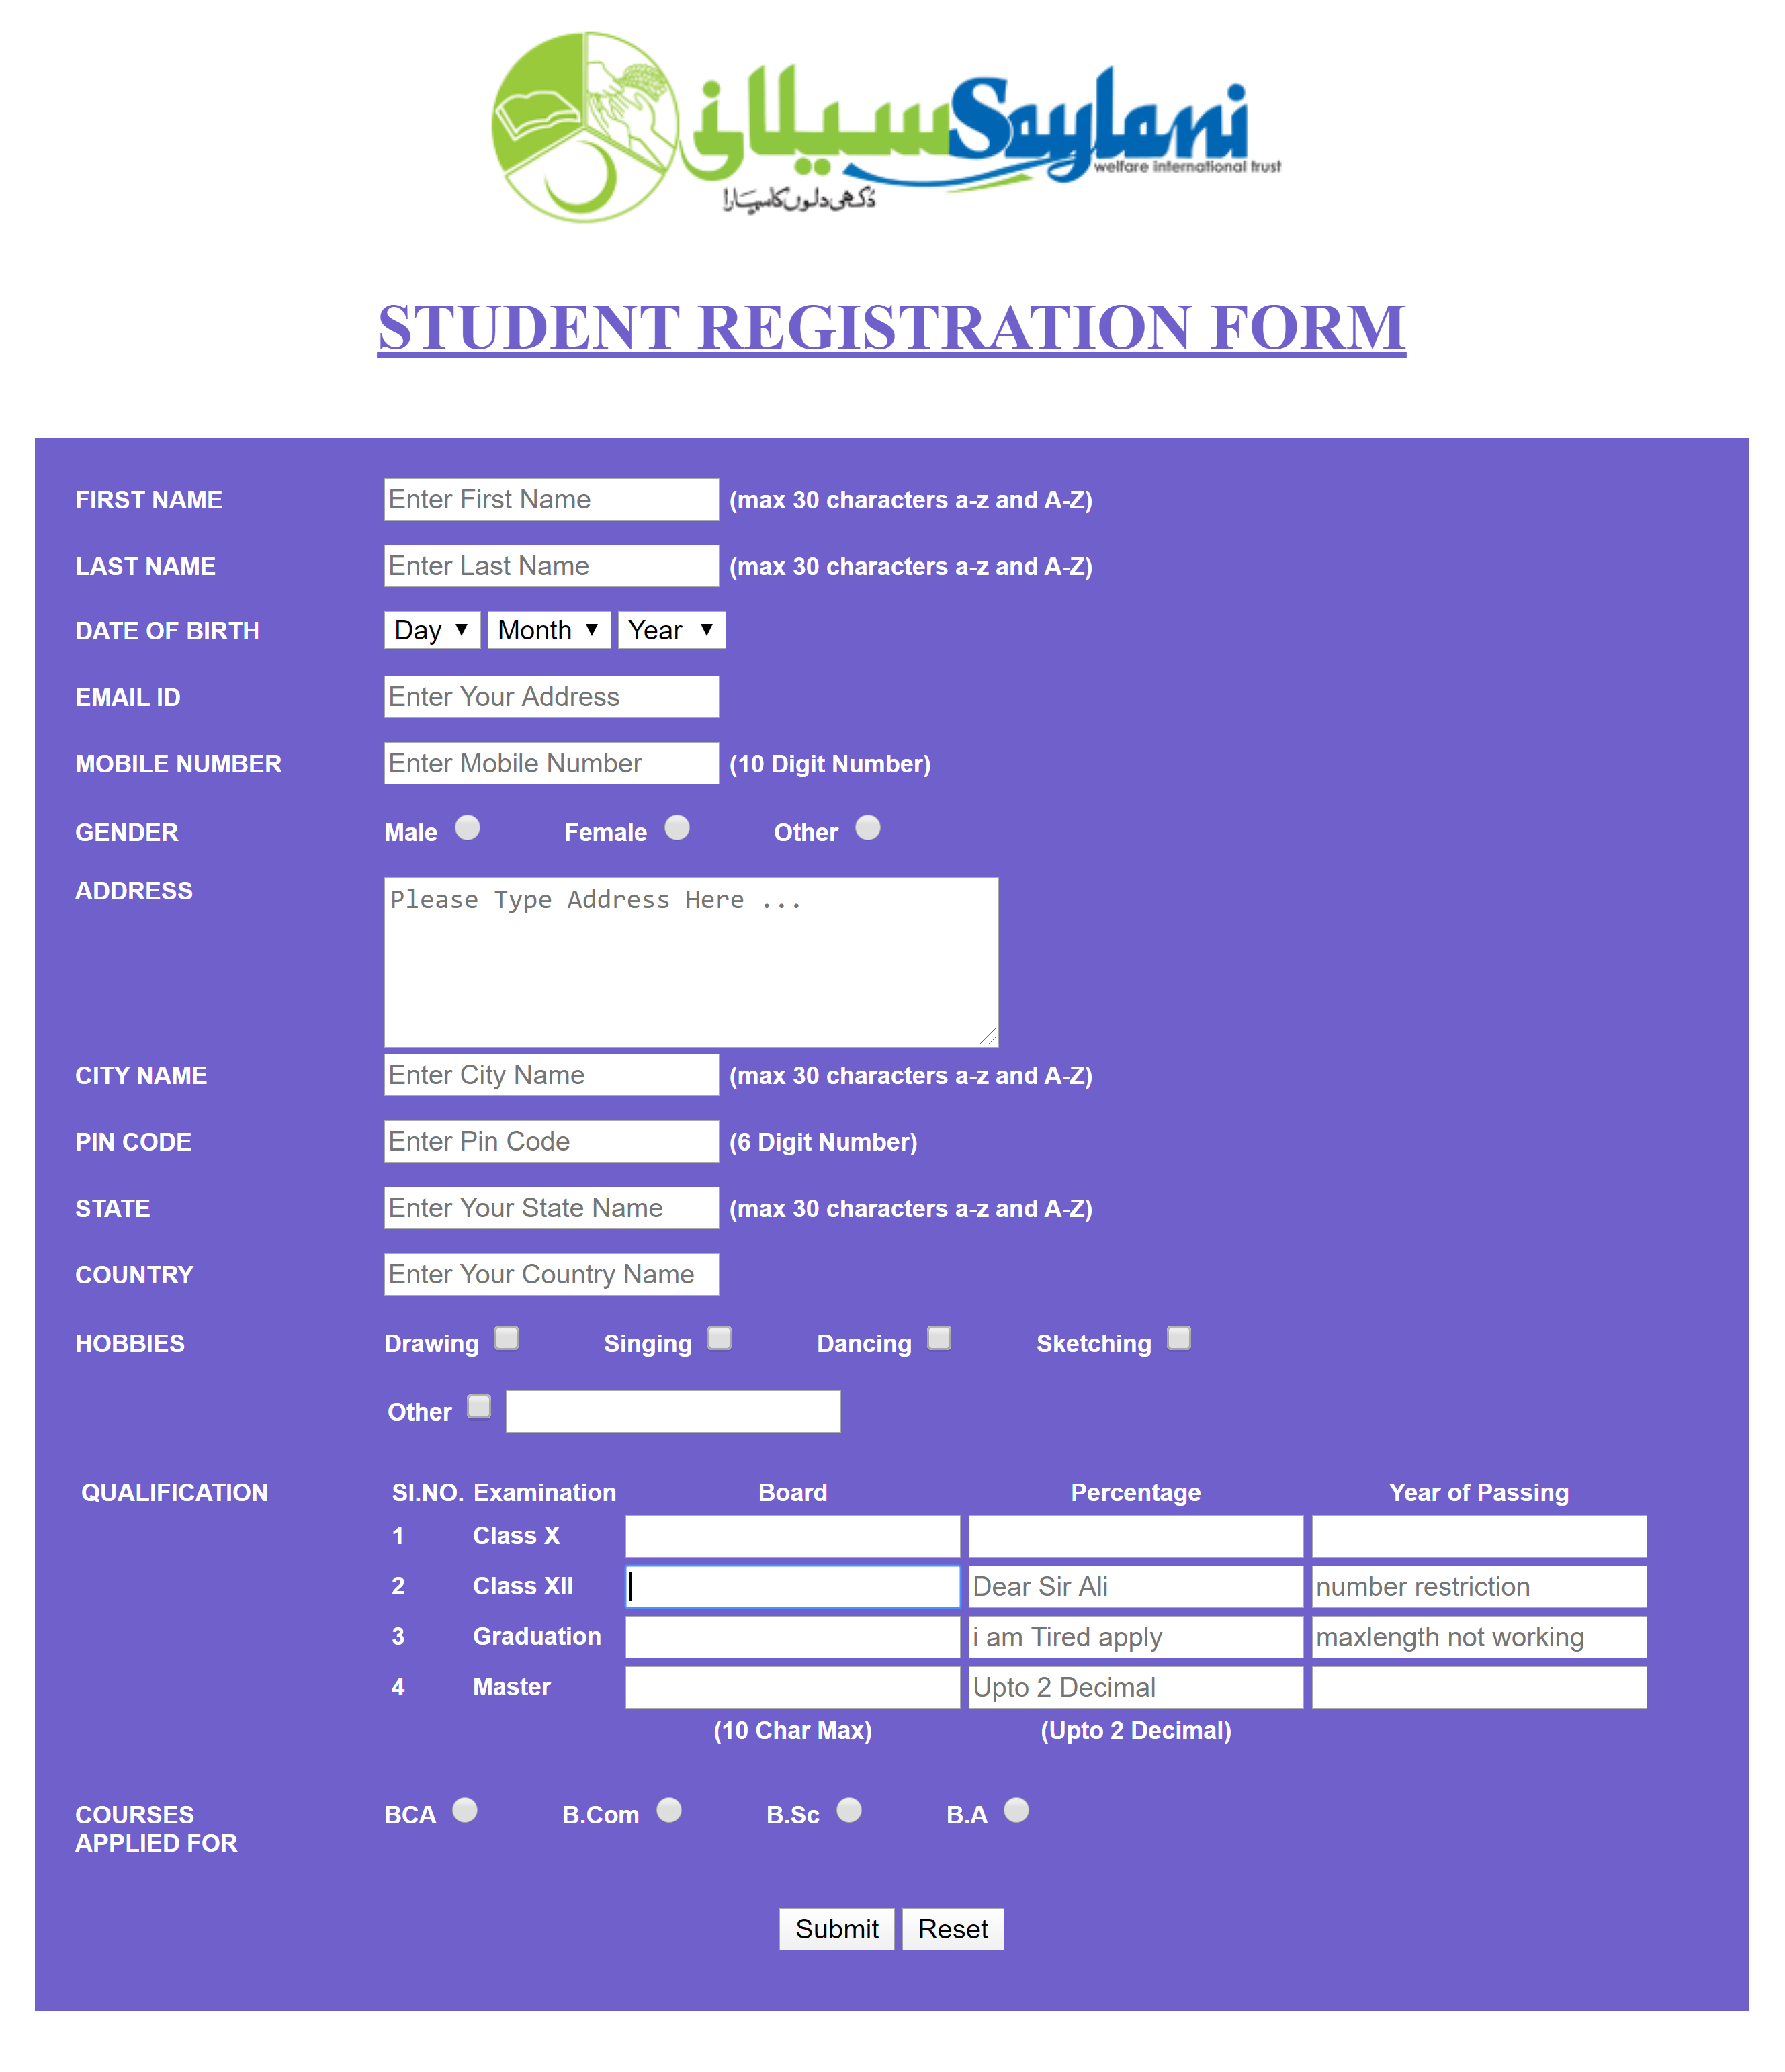 سیلانی Saylani
welfare international trust
دُکھی دلوں کا سہارا
STUDENT REGISTRATION FORM
FIRST NAME Enter First Name (max 30 characters a-z and A-Z)
LAST NAME Enter Last Name (max 30 characters a-z and A-Z)
DATE OF BIRTH Day Month Year
EMAIL ID Enter Your Address
MOBILE NUMBER Enter Mobile Number (10 Digit Number)
GENDER Male Female Other
ADDRESS Please Type Address Here ...
CITY NAME Enter City Name (max 30 characters a-z and A-Z)
PIN CODE Enter Pin Code (6 Digit Number)
STATE Enter Your State Name (max 30 characters a-z and A-Z)
COUNTRY Enter Your Country Name
HOBBIES Drawing Singing Dancing Sketching
Other
QUALIFICATION Sl.NO. Examination Board Percentage Year of Passing
1 Class X
2 Class XII Dear Sir Ali number restriction
3 Graduation i am Tired apply maxlength not working
4 Master Upto 2 Decimal
(10 Char Max) (Upto 2 Decimal)
COURSES BCA B.Com B.Sc B.A
APPLIED FOR
Submit Reset